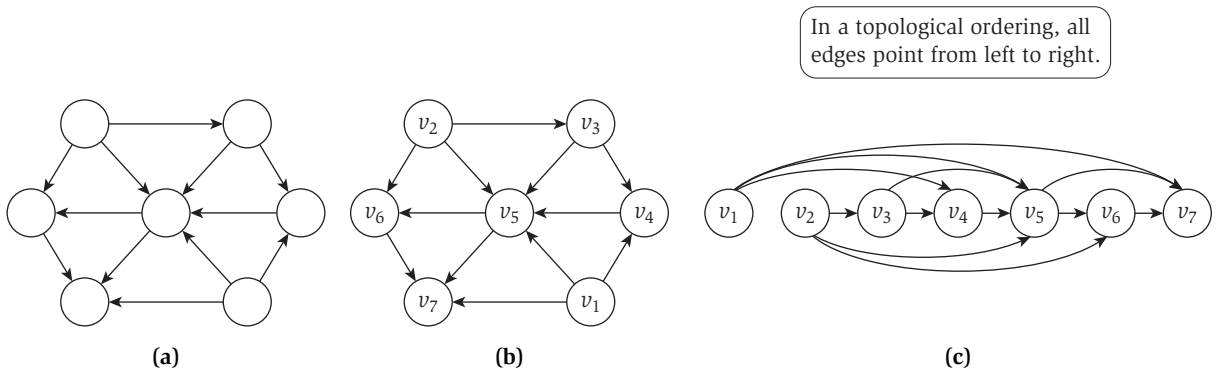 In a topological ordering, all
edges point from left to right.
v₂
v₃
v₆
v₅
v₄
v₇
v₁
v₁
v₂
v₃
v₄
v₅
v₆
v₇
(a)
(b)
(c)